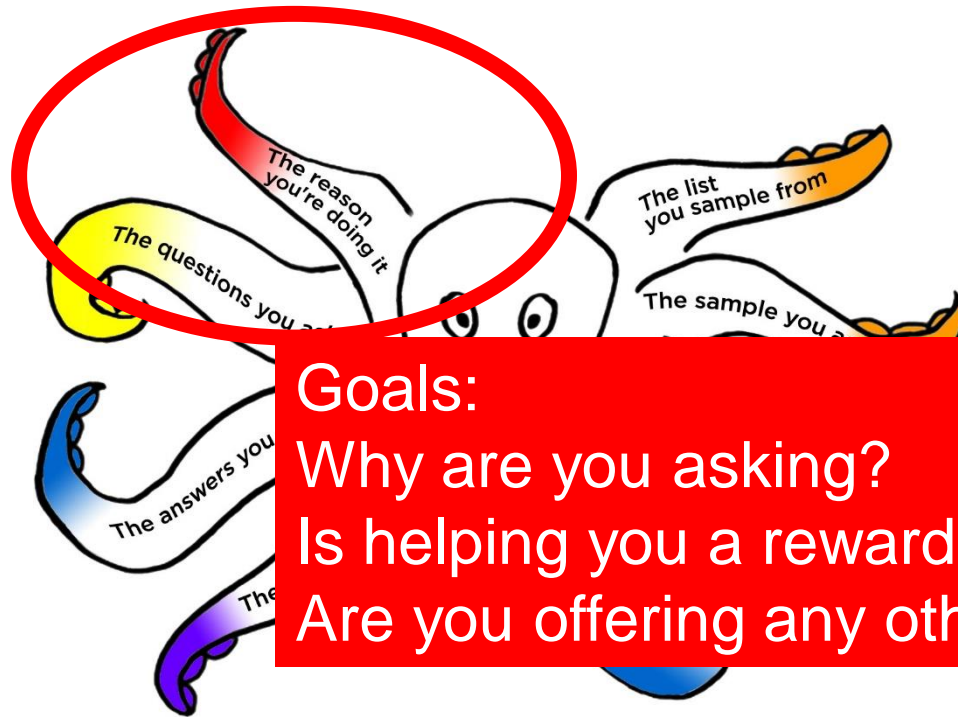 The reason
you're doing it
The list
you sample from
The questions you
The sample you
The answers you
The
Goals:
Why are you asking?
Is helping you a reward
Are you offering any